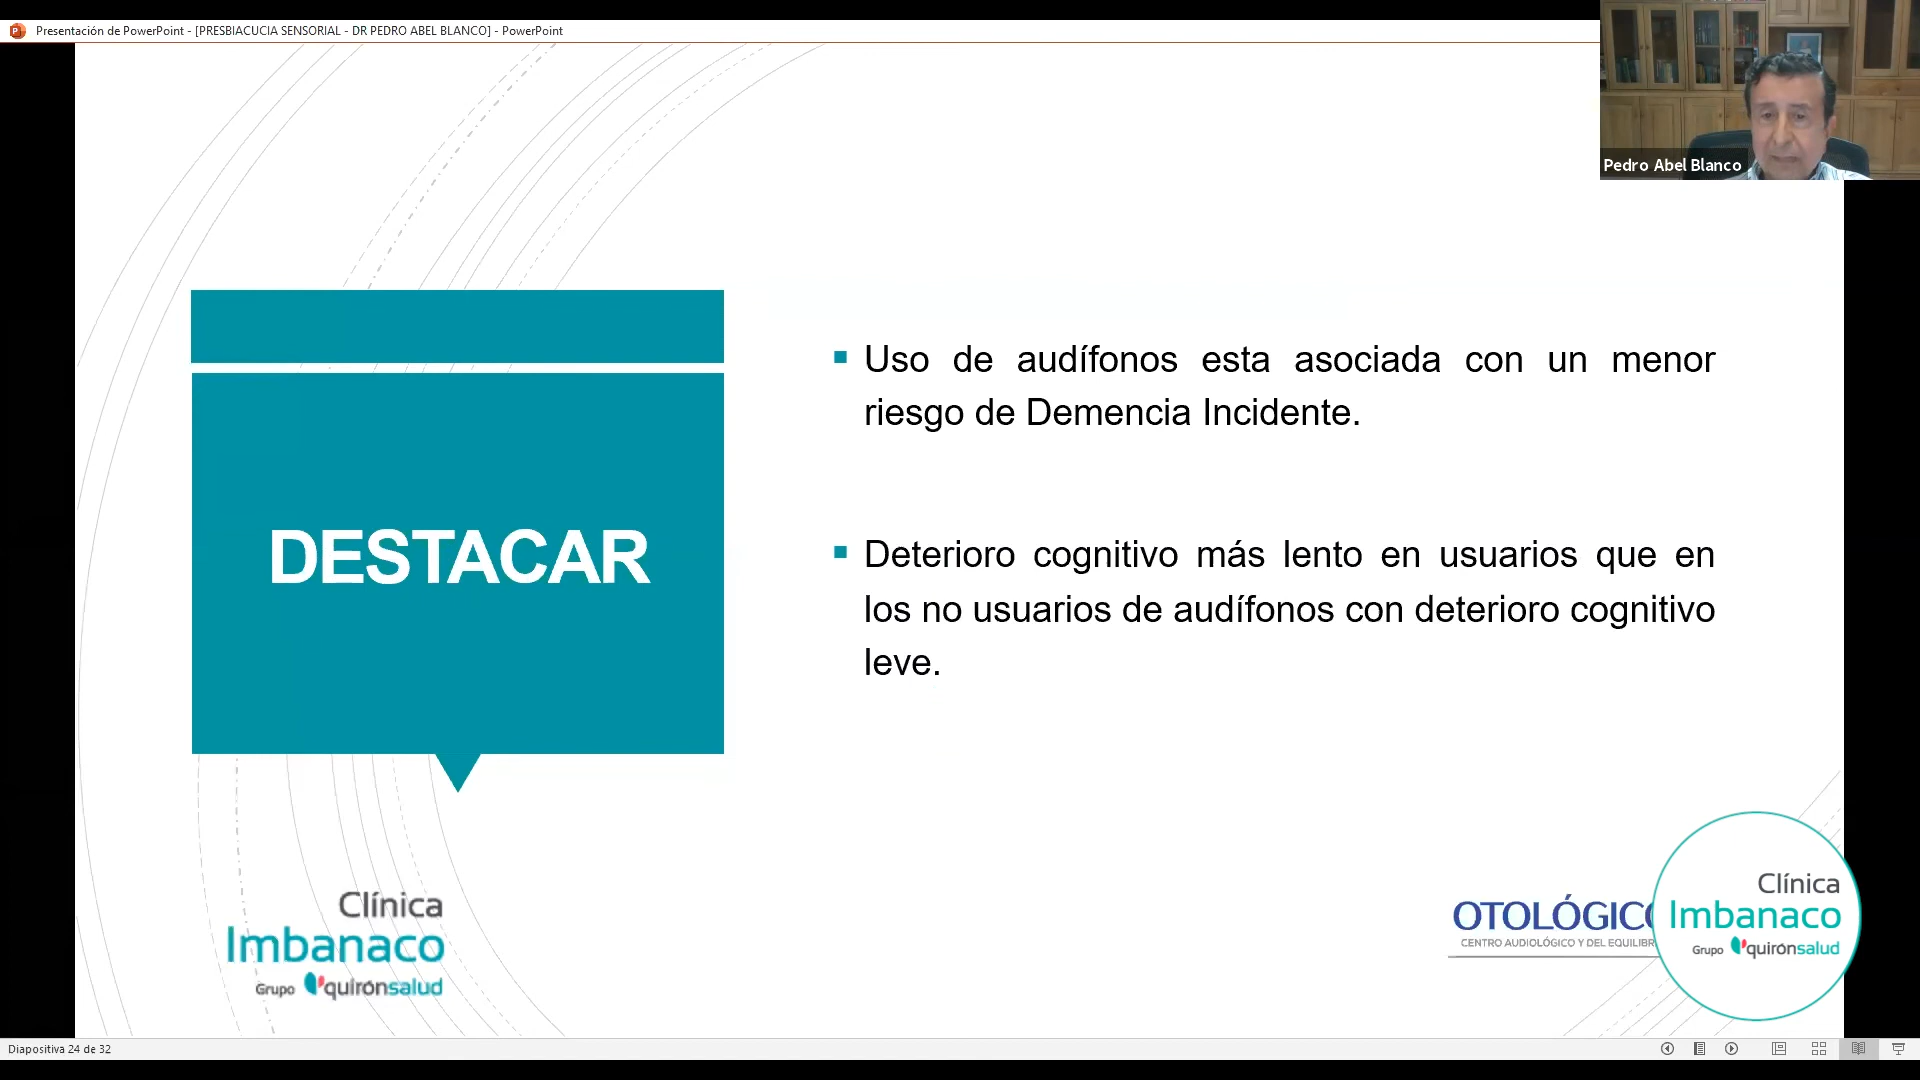 Presentación de PowerPoint - [PRESBIACUCIA SENSORIAL - DR PEDRO ABEL BLANCO] - PowerPoint
Pedro Abel Blanco
DESTACAR
Uso de audífonos esta asociada con un menor
riesgo de Demencia Incidente.
Deterioro cognitivo más lento en usuarios que en
los no usuarios de audífonos con deterioro cognitivo
leve.
Clínica
Imbanaco
Grupo quirónsalud
OTOLÓGICO
CENTRO AUDIOLÓGICO Y DEL EQUILIBR
Clínica
Imbanaco
Grupo quirónsalud
Diapositiva 24 de 32